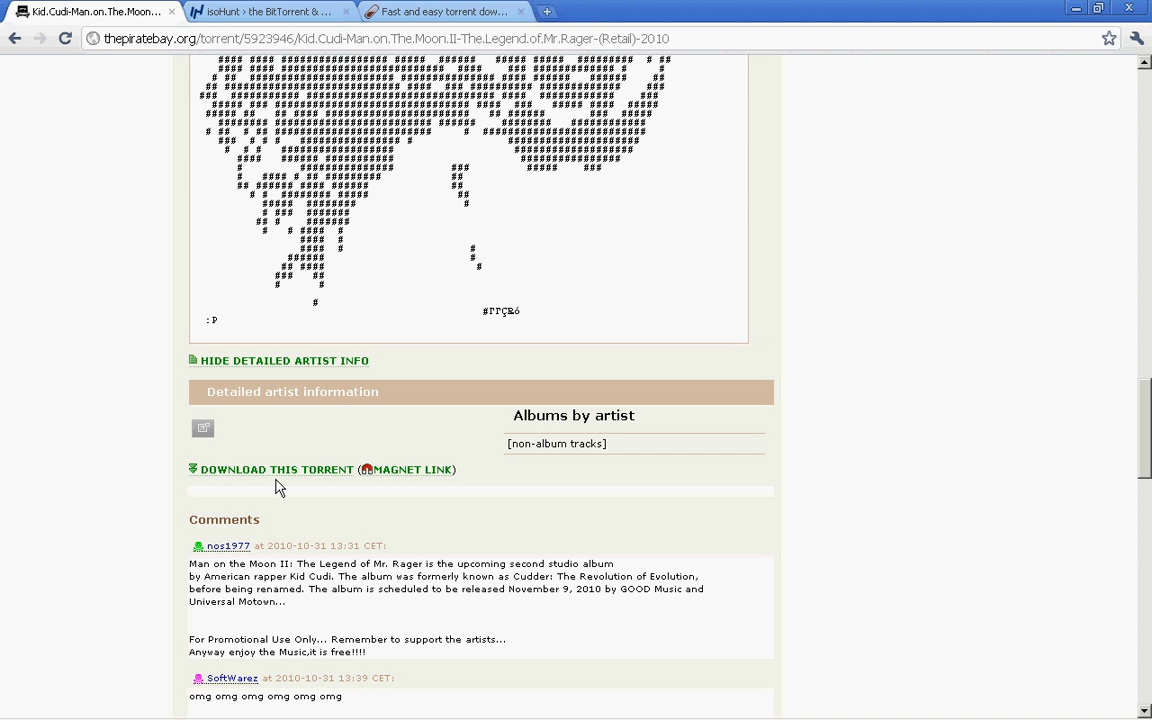 Kid.Cudi-Man.on.The.Moon...
isoHunt › the BitTorrent & ...
Fast and easy torrent dow...
thepiratebay.org/torrent/5923946/Kid.Cudi-Man.on.The.Moon.II-The.Legend.of.Mr.Rager-(Retail)-2010
:P
HIDE DETAILED ARTIST INFO
Detailed artist information
Albums by artist
[non-album tracks]
DOWNLOAD THIS TORRENT (MAGNET LINK)
Comments
nos1977 at 2010-10-31 13:31 CET:
Man on the Moon II: The Legend of Mr. Rager is the upcoming second studio album
by American rapper Kid Cudi. The album was formerly known as Cudder: The Revolution of Evolution,
before being renamed. The album is scheduled to be released November 9, 2010 by GOOD Music and
Universal Motown...
For Promotional Use Only... Remember to support the artists...
Anyway enjoy the Music,it is free!!!!
SoftWarez at 2010-10-31 13:39 CET:
omg omg omg omg omg omg